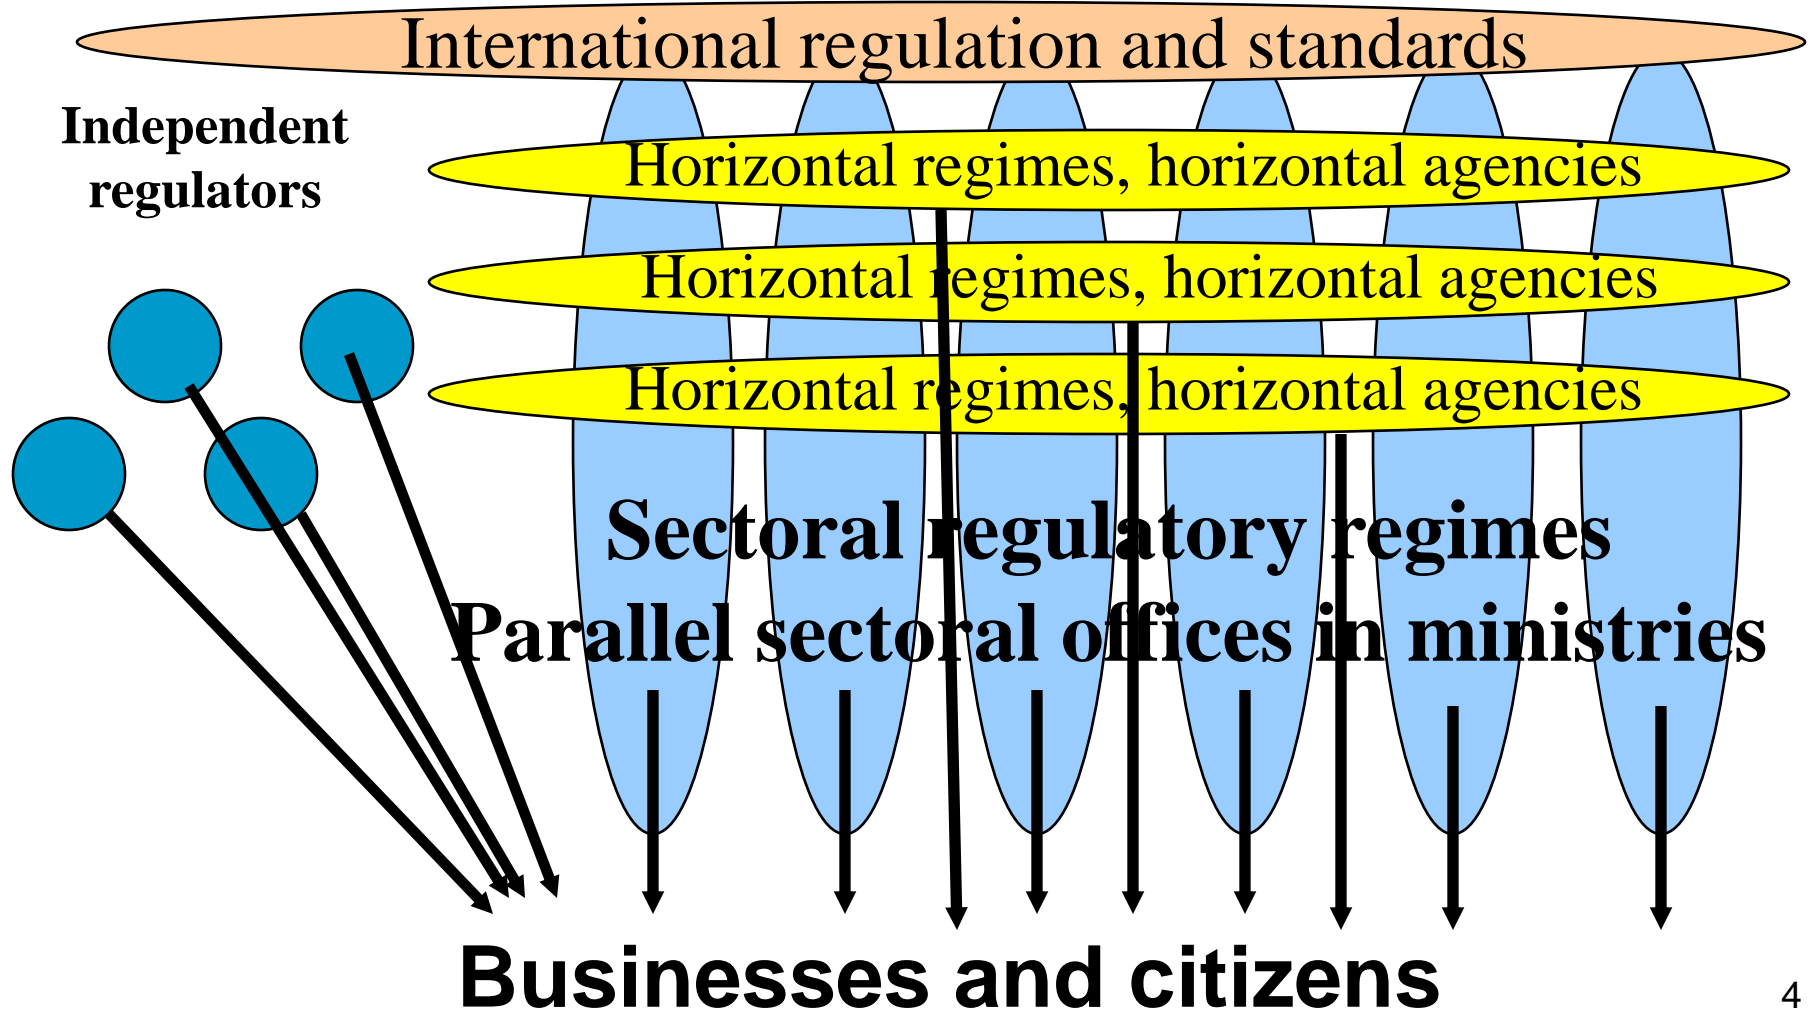 International regulation and standards
Independent
regulators
Horizontal regimes, horizontal agencies
Horizontal regimes, horizontal agencies
Horizontal regimes, horizontal agencies
Sectoral regulatory regimes
Parallel sectoral offices in ministries
Businesses and citizens
4